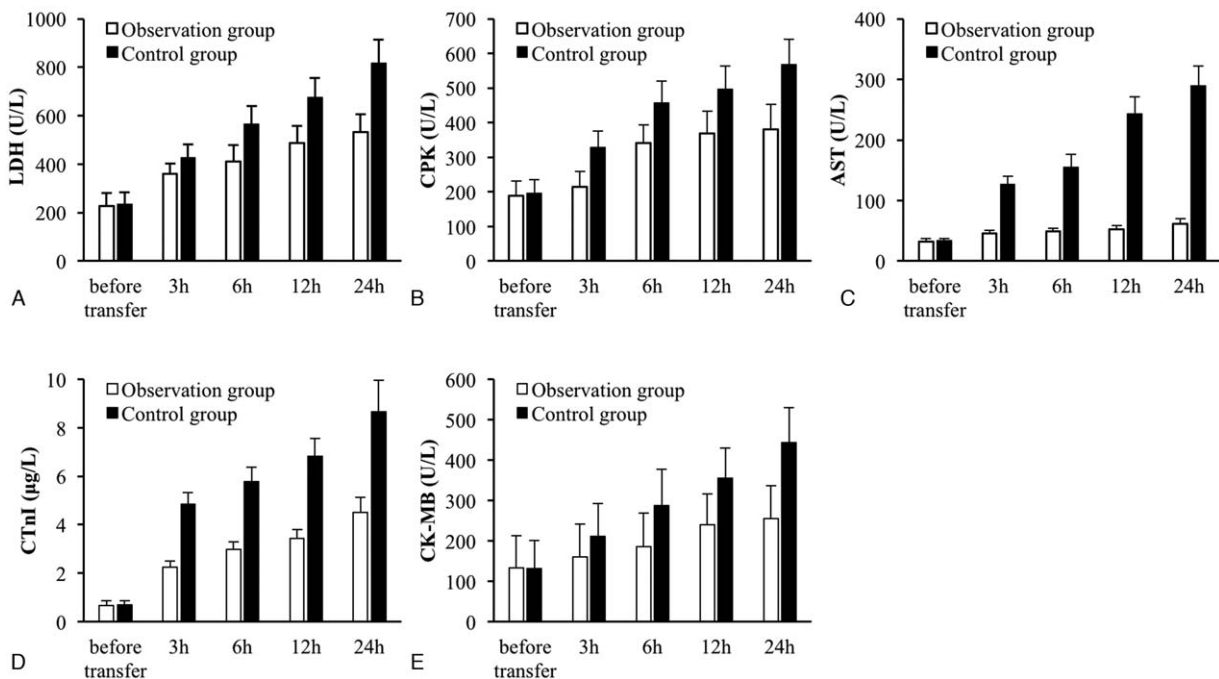 1000
800
600
400
200
0
LDH (U/L)
Observation group
Control group
before
transfer
3h
6h
12h
24h
A
700
600
500
400
300
200
100
0
CPK (U/L)
Observation group
Control group
before
transfer
3h
6h
12h
24h
B
400
300
200
100
0
AST (U/L)
Observation group
Control group
before
transfer
3h
6h
12h
24h
C
10
8
6
4
2
0
CTnI (μg/L)
Observation group
Control group
before
transfer
3h
6h
12h
24h
D
600
500
400
300
200
100
0
CK-MB (U/L)
Observation group
Control group
before
transfer
3h
6h
12h
24h
E